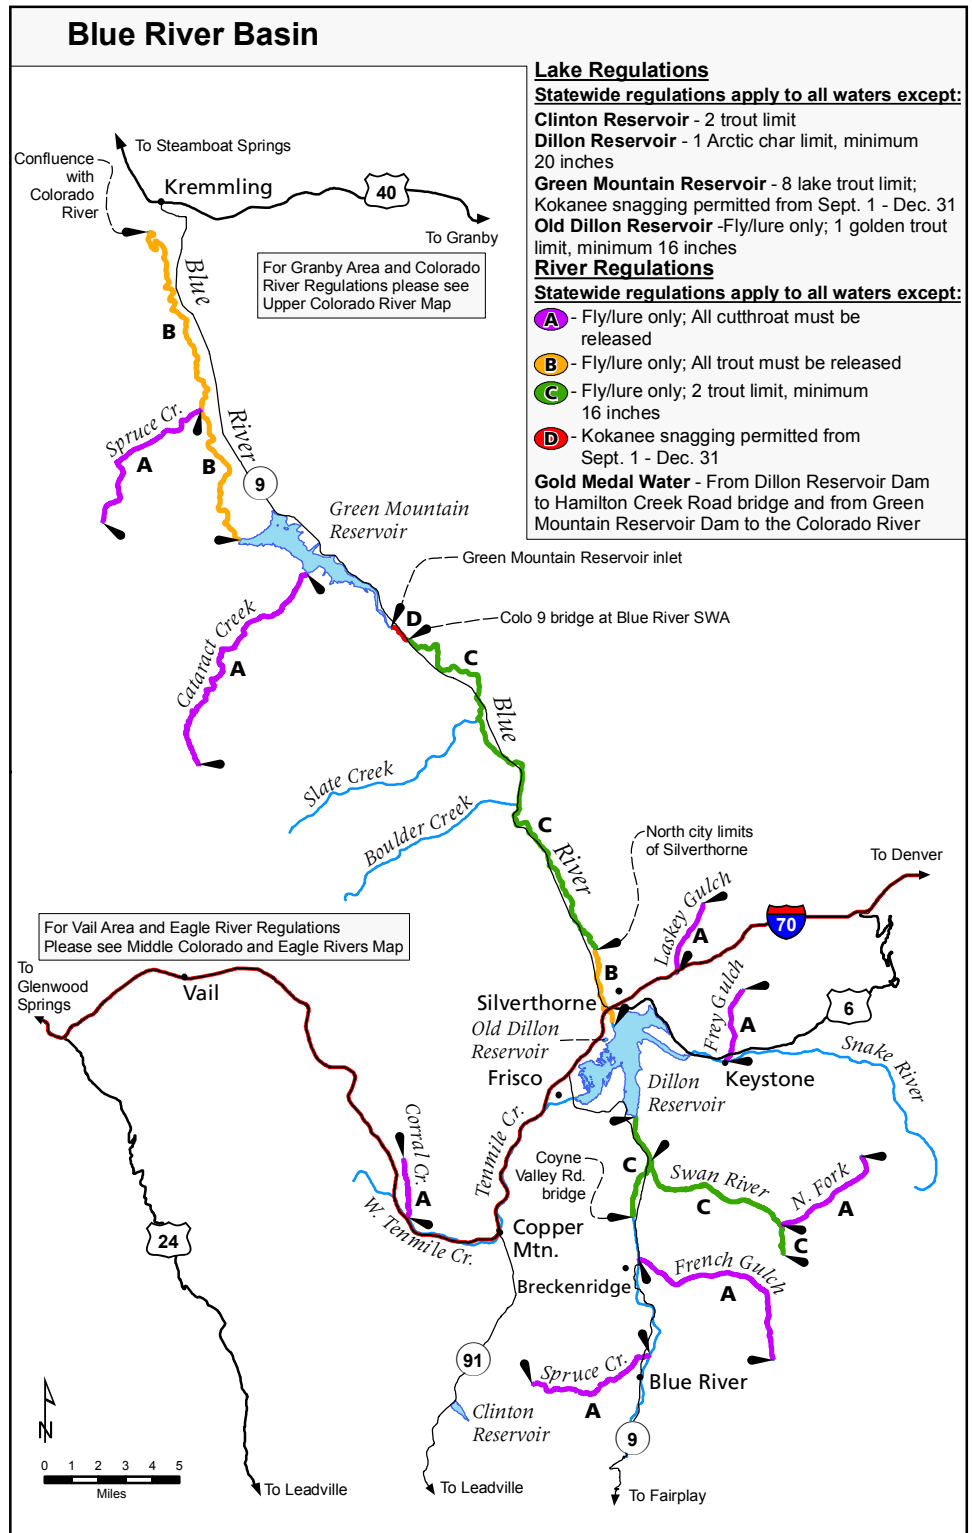 Blue River Basin
Lake Regulations
Statewide regulations apply to all waters except:
Clinton Reservoir - 2 trout limit
Dillon Reservoir - 1 Arctic char limit, minimum
20 inches
Green Mountain Reservoir - 8 lake trout limit;
Kokanee snagging permitted from Sept. 1 - Dec. 31
Old Dillon Reservoir -Fly/lure only; 1 golden trout
limit, minimum 16 inches
River Regulations
Statewide regulations apply to all waters except:
A - Fly/lure only; All cutthroat must be
released
B - Fly/lure only; All trout must be released
C - Fly/lure only; 2 trout limit, minimum
16 inches
D - Kokanee snagging permitted from
Sept. 1 - Dec. 31
Gold Medal Water - From Dillon Reservoir Dam
to Hamilton Creek Road bridge and from Green
Mountain Reservoir Dam to the Colorado River
To Steamboat Springs
Confluence
with
Colorado
River
Kremmling
40
To Granby
For Granby Area and Colorado
River Regulations please see
Upper Colorado River Map
Blue
B
River
Spruce Cr.
A
B
9
Green Mountain
Reservoir
Green Mountain Reservoir inlet
D
Colo 9 bridge at Blue River SWA
Cataract Creek
A
C
Blue
Slate Creek
Boulder Creek
C
River
North city limits
of Silverthorne
To Denver
For Vail Area and Eagle River Regulations
Please see Middle Colorado and Eagle Rivers Map
Laskey Gulch
A
70
To
Glenwood
Springs
Vail
B
Silverthorne
Frey Gulch
A
6
Old Dillon
Reservoir
Snake River
Frisco
Keystone
Dillon
Reservoir
Corral Cr.
A
Tenmile Cr.
W. Tenmile Cr.
Coyne
Valley Rd.
bridge
C
Swan River
C
N. Fork
A
C
24
Copper
Mtn.
Breckenridge
French Gulch
A
91
Spruce Cr.
A
Blue River
Clinton
Reservoir
9
N
0 1 2 3 4 5
Miles
To Leadville
To Leadville
To Fairplay